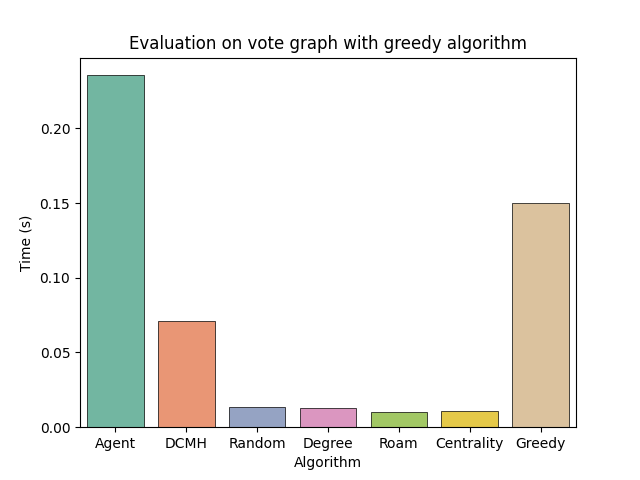 Evaluation on vote graph with greedy algorithm
Time (s)
0.20
0.15
0.10
0.05
0.00
Agent DCMH Random Degree Roam Centrality Greedy
Algorithm